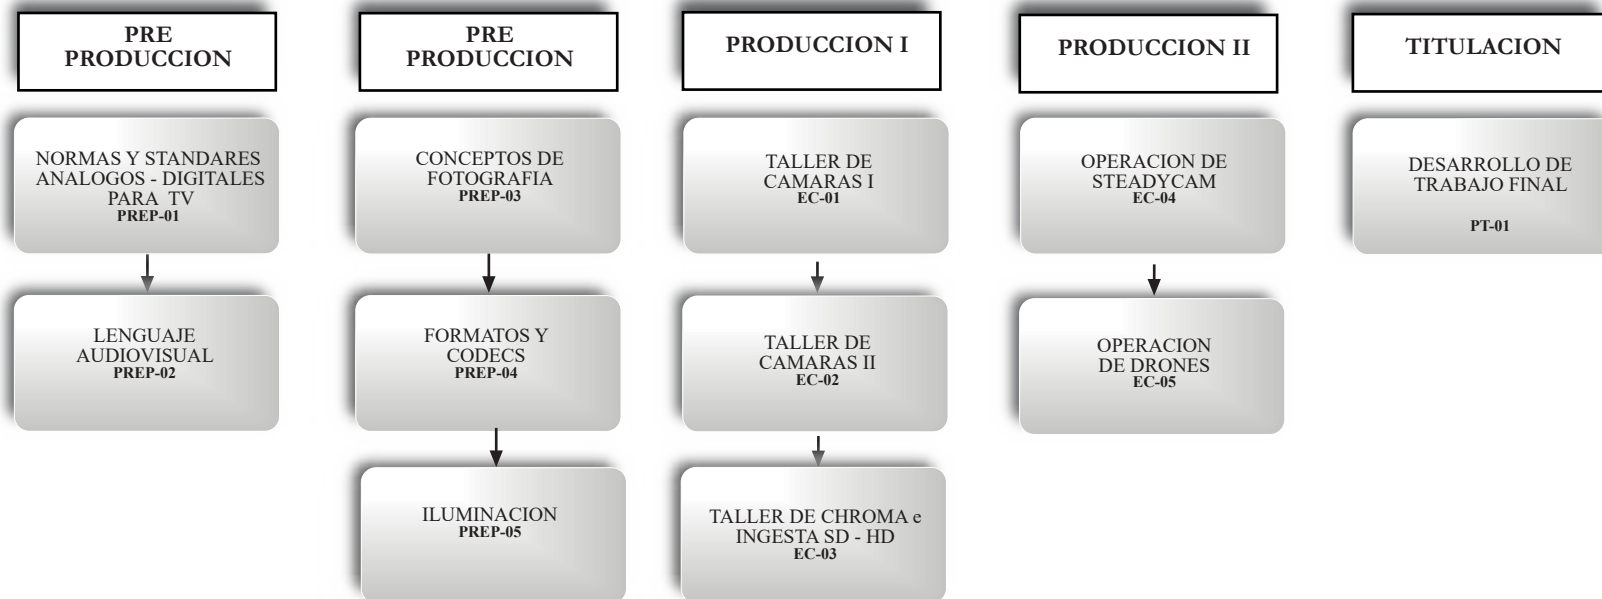 PRE
PRODUCCION
NORMAS Y STANDARES
ANALOGOS - DIGITALES
PARA TV
PREP-01
LENGUAJE
AUDIOVISUAL
PREP-02
PRE
PRODUCCION
CONCEPTOS DE
FOTOGRAFIA
PREP-03
FORMATOS Y
CODECS
PREP-04
ILUMINACION
PREP-05
PRODUCCION I
TALLER DE
CAMARAS I
EC-01
TALLER DE
CAMARAS II
EC-02
TALLER DE CHROMA e
INGESTA SD - HD
EC-03
PRODUCCION II
OPERACION DE
STEADYCAM
EC-04
OPERACION
DE DRONES
EC-05
TITULACION
DESARROLLO DE
TRABAJO FINAL
PT-01